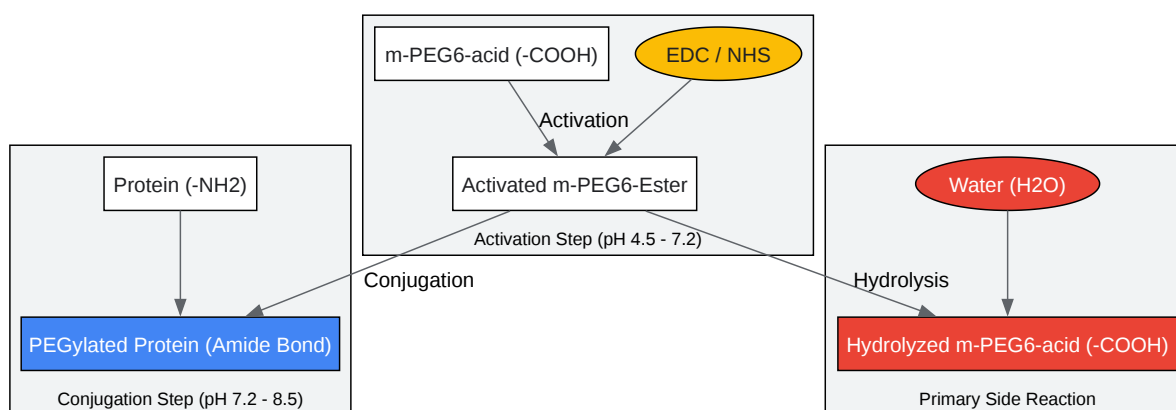 m-PEG6-acid (-COOH)
EDC / NHS
Activation
Protein (-NH2)
Activated m-PEG6-Ester
Water (H2O)
Activation Step (pH 4.5 - 7.2)
Conjugation
Hydrolysis
PEGylated Protein (Amide Bond)
Hydrolyzed m-PEG6-acid (-COOH)
Conjugation Step (pH 7.2 - 8.5)
Primary Side Reaction